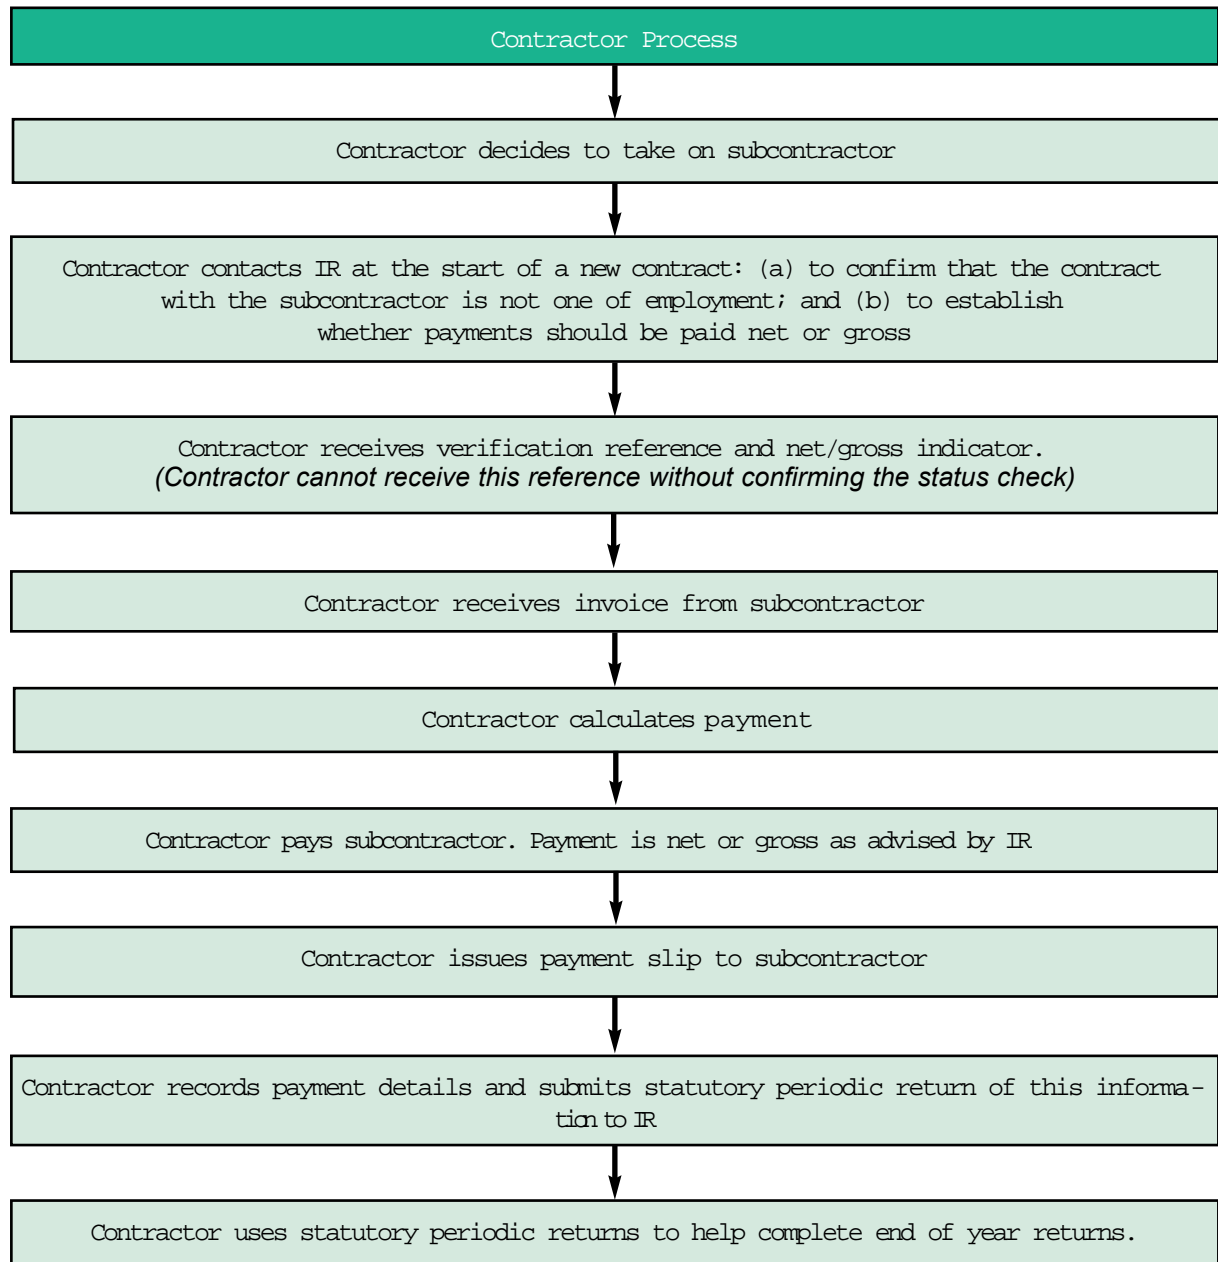 Contractor Process
Contractor decides to take on subcontractor
Contractor contacts IR at the start of a new contract: (a) to confirm that the contract
with the subcontractor is not one of employment; and (b) to establish
whether payments should be paid net or gross
Contractor receives verification reference and net/gross indicator.
(Contractor cannot receive this reference without confirming the status check)
Contractor receives invoice from subcontractor
Contractor calculates payment
Contractor pays subcontractor. Payment is net or gross as advised by IR
Contractor issues payment slip to subcontractor
Contractor records payment details and submits statutory periodic return of this informa-
tion to IR
Contractor uses statutory periodic returns to help complete end of year returns.